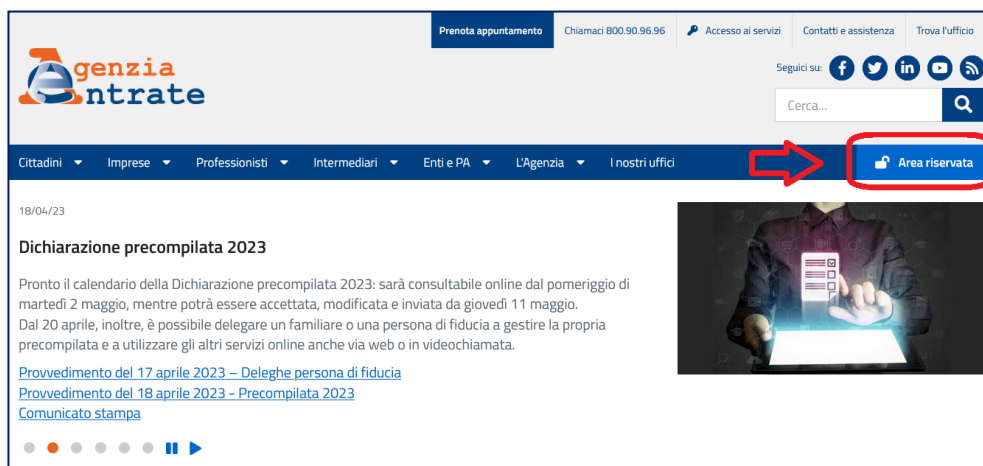 Prenota appuntamento Chiamaci 800.90.96.96 Accesso ai servizi Contatti e assistenza Trova l'ufficio
Agenzia
Entrate
Seguici su:
Cerca...
Cittadini Imprese Professionisti Intermediari Enti e PA L'Agenzia I nostri uffici Area riservata
18/04/23
Dichiarazione precompilata 2023
Pronto il calendario della Dichiarazione precompilata 2023: sarà consultabile online dal pomeriggio di
martedì 2 maggio, mentre potrà essere accettata, modificata e inviata da giovedì 11 maggio.
Dal 20 aprile, inoltre, è possibile delegare un familiare o una persona di fiducia a gestire la propria
precompilata e a utilizzare gli altri servizi online anche via web o in videochiamata.
Provvedimento del 17 aprile 2023 – Deleghe persona di fiducia
Provvedimento del 18 aprile 2023 - Precompilata 2023
Comunicato stampa